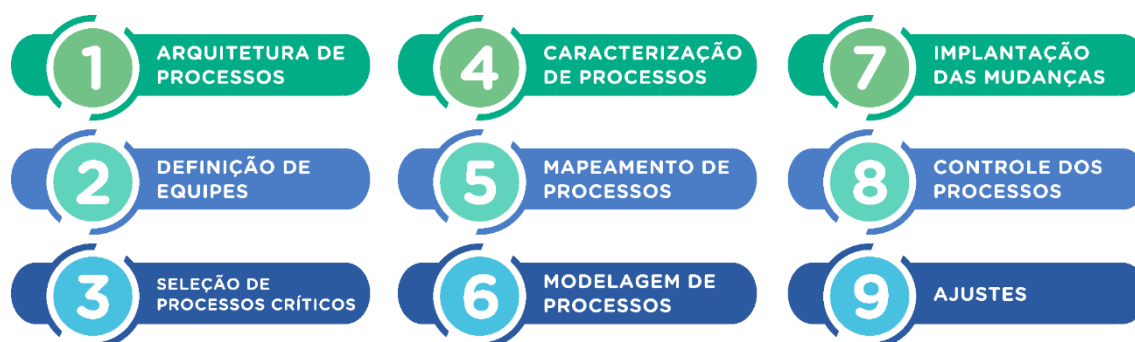 1
ARQUITETURA DE
PROCESSOS
2
DEFINIÇÃO DE
EQUIPES
3
SELEÇÃO DE
PROCESSOS CRÍTICOS
4
CARACTERIZAÇÃO
DE PROCESSOS
5
MAPEAMENTO DE
PROCESSOS
6
MODELAGEM DE
PROCESSOS
7
IMPLANTAÇÃO
DAS MUDANÇAS
8
CONTROLE DOS
PROCESSOS
9
AJUSTES